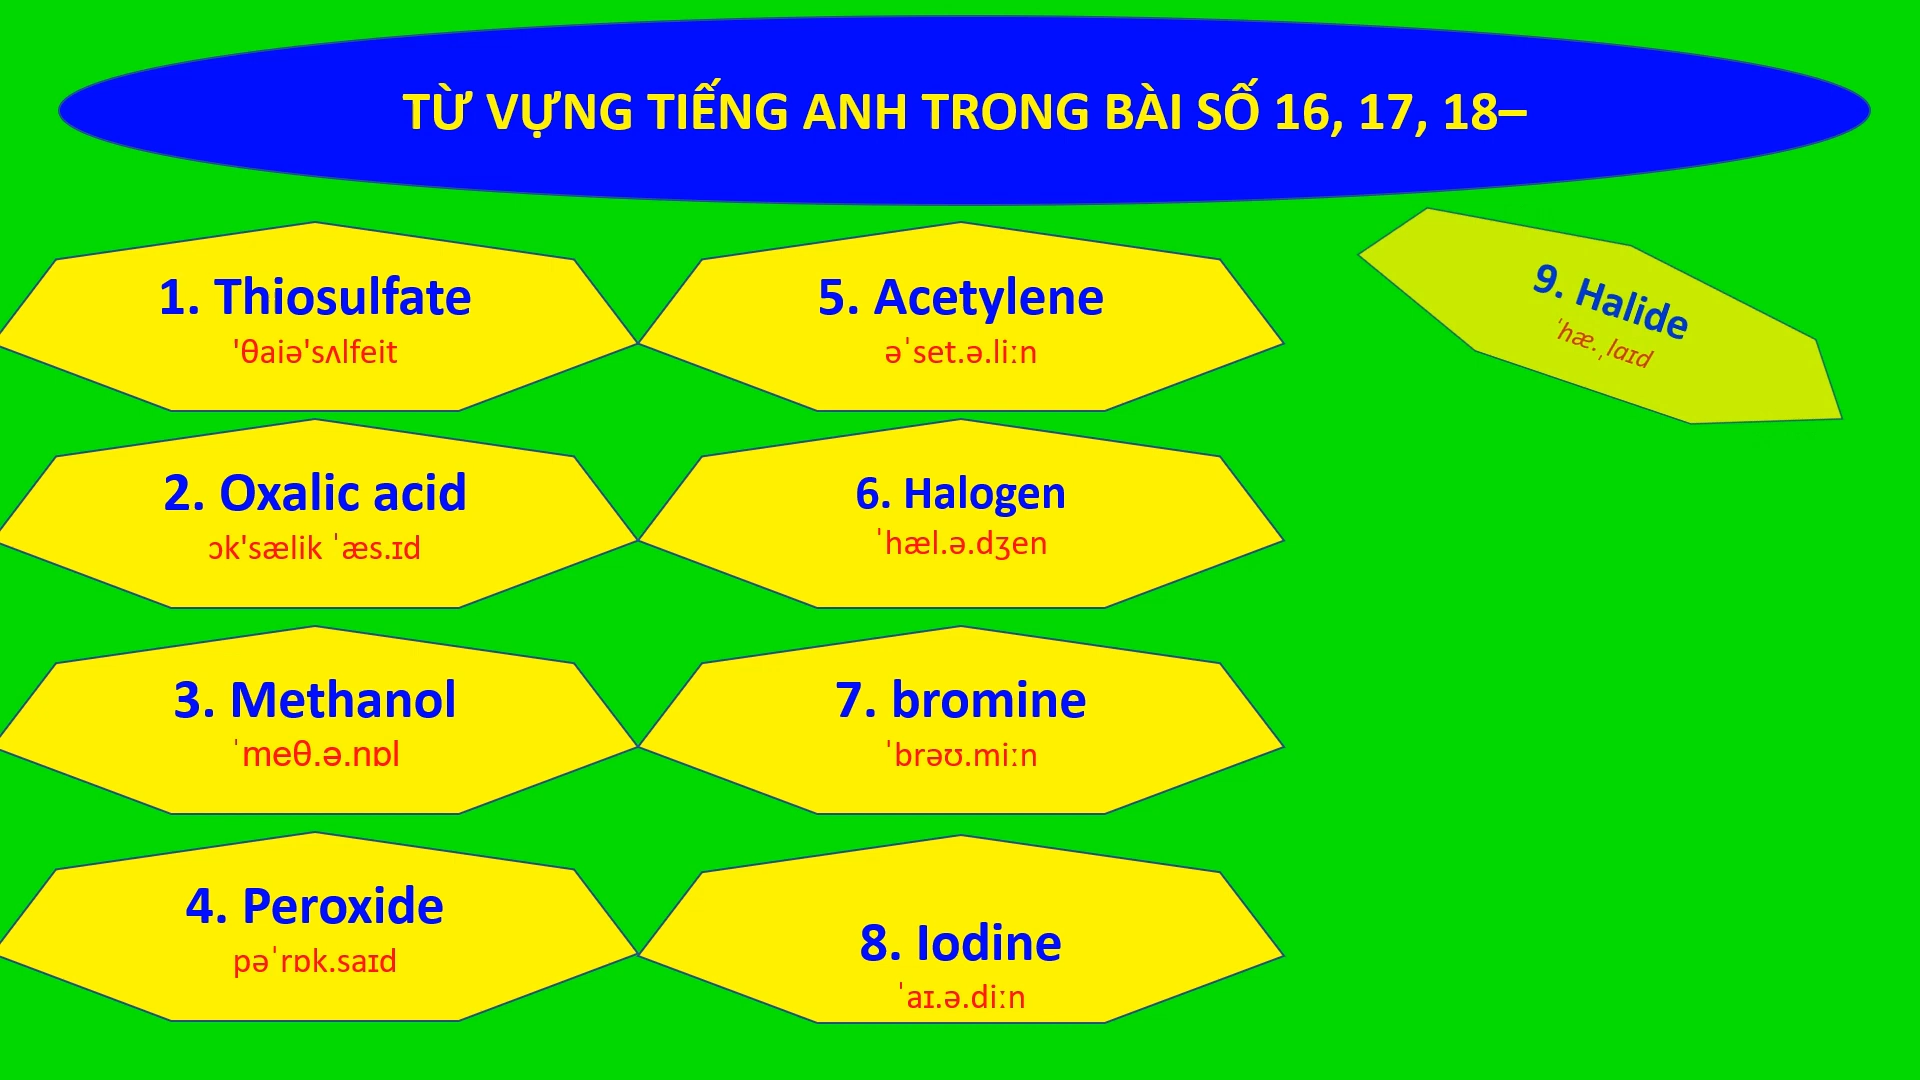 TỪ VỰNG TIẾNG ANH TRONG BÀI SỐ 16, 17, 18–
1. Thiosulfate
'θaiə'sʌlfeit
2. Oxalic acid
ɔk'sælik ˈæs.ɪd
3. Methanol
ˈmeθ.ə.nɒl
4. Peroxide
pəˈrɒk.saɪd
5. Acetylene
əˈset.ə.liːn
6. Halogen
ˈhæl.ə.dʒen
7. bromine
ˈbrəʊ.miːn
8. Iodine
ˈaɪ.ə.diːn
9. Halide
ˈhæ.ˌlaɪd